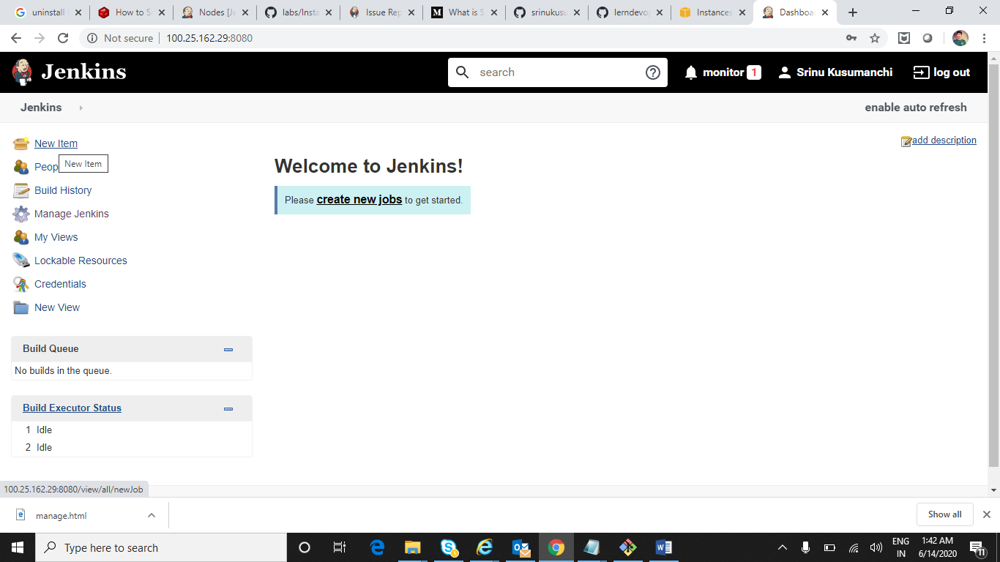 uninstall
How to S
Nodes [Je
labs/Insta
Issue Rep
What is S
srinukusu
lerndevop
Instances
Dashboar
Not secure
100.25.162.29:8080
Jenkins
search
monitor 1
Srinu Kusumanchi
log out
Jenkins
enable auto refresh
New Item
add description
Peop
New Item
Build History
Manage Jenkins
My Views
Lockable Resources
Credentials
New View
Welcome to Jenkins!
Please create new jobs to get started.
Build Queue
No builds in the queue.
Build Executor Status
1 Idle
2 Idle
100.25.162.29:8080/view/all/newJob
manage.html
Show all
Type here to search
ENG
IN
1:42 AM
6/14/2020
11